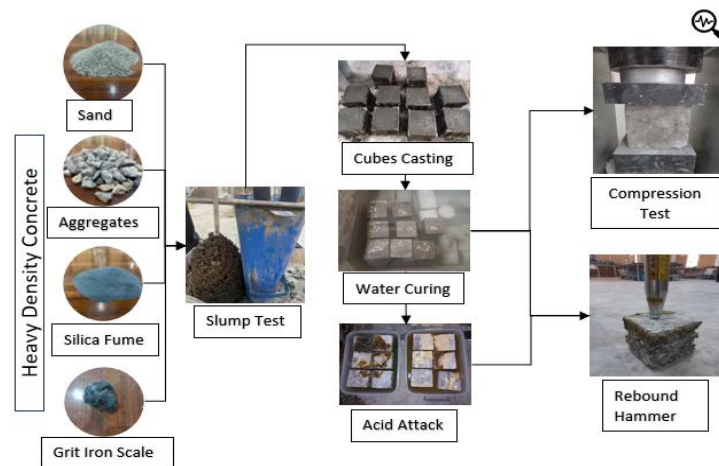 Heavy Density Concrete
Sand
Aggregates
Silica Fume
Grit Iron Scale
Slump Test
Cubes Casting
Water Curing
Acid Attack
Compression
Test
Rebound
Hammer